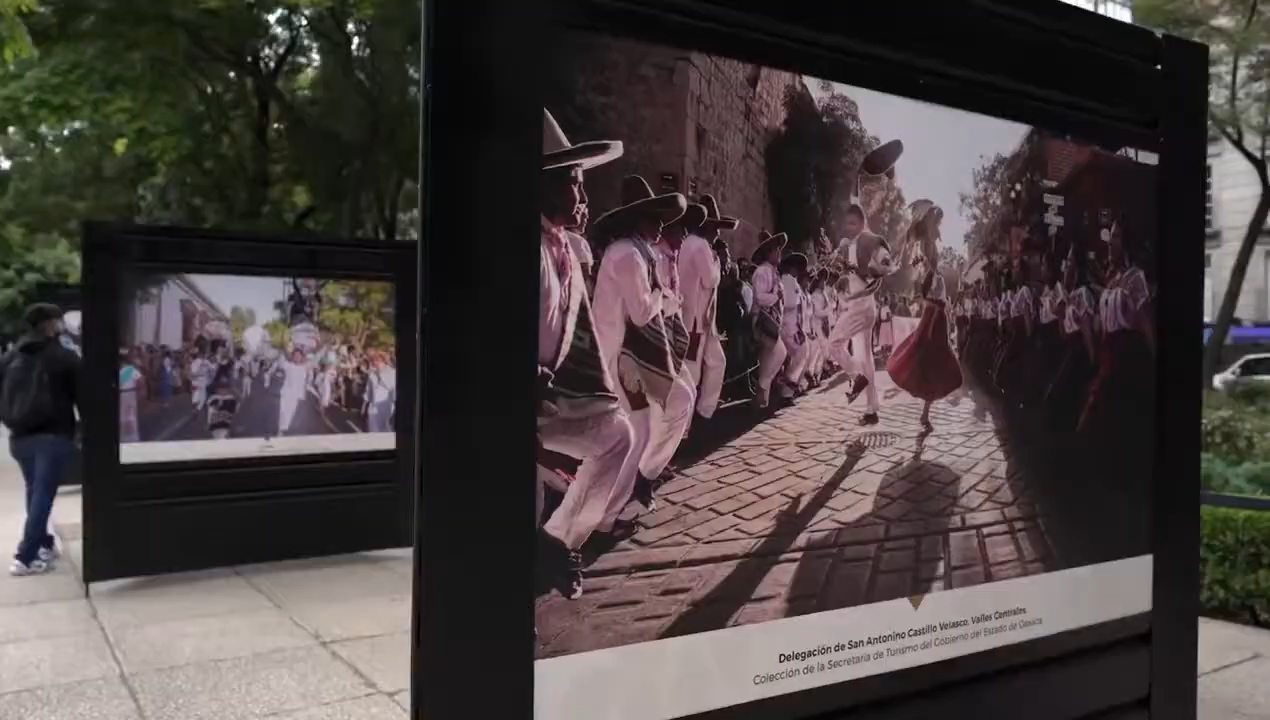 Delegación de San Antonino Castillo Velasco, Valles Centrales.
Colección de la Secretaría de Turismo del Gobierno del Estado de Oaxaca